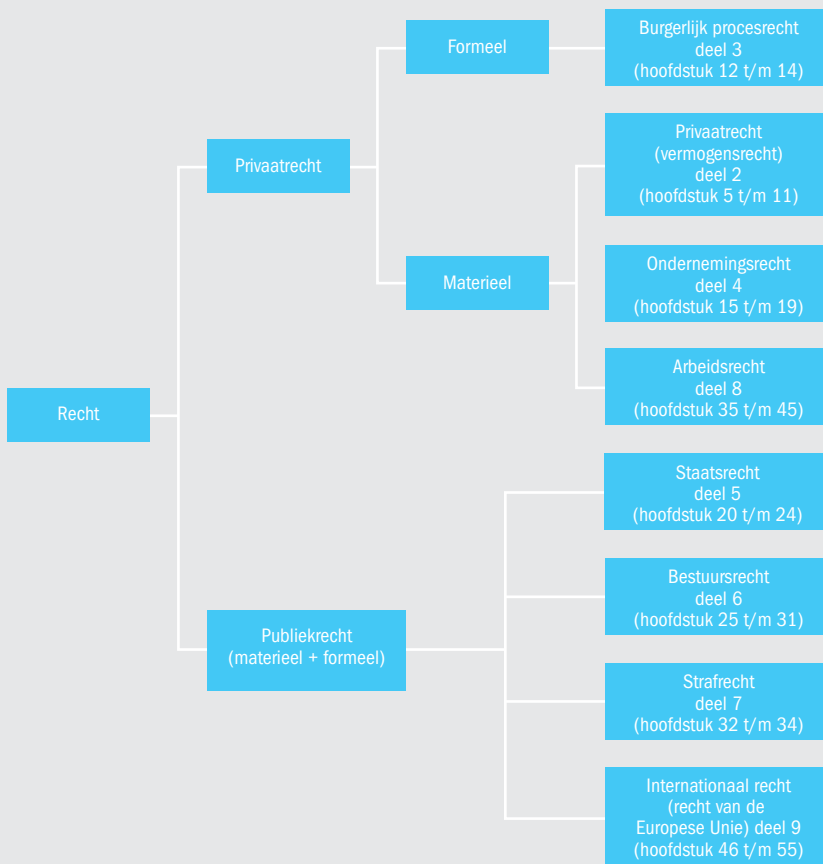 Recht
Privaatrecht
Formeel
Burgerlijk procesrecht
deel 3
(hoofdstuk 12 t/m 14)
Materieel
Privaatrecht
(vermogensrecht)
deel 2
(hoofdstuk 5 t/m 11)
Ondernemingsrecht
deel 4
(hoofdstuk 15 t/m 19)
Arbeidsrecht
deel 8
(hoofdstuk 35 t/m 45)
Publiekrecht
(materieel + formeel)
Staatsrecht
deel 5
(hoofdstuk 20 t/m 24)
Bestuursrecht
deel 6
(hoofdstuk 25 t/m 31)
Strafrecht
deel 7
(hoofdstuk 32 t/m 34)
Internationaal recht
(recht van de
Europese Unie) deel 9
(hoofdstuk 46 t/m 55)